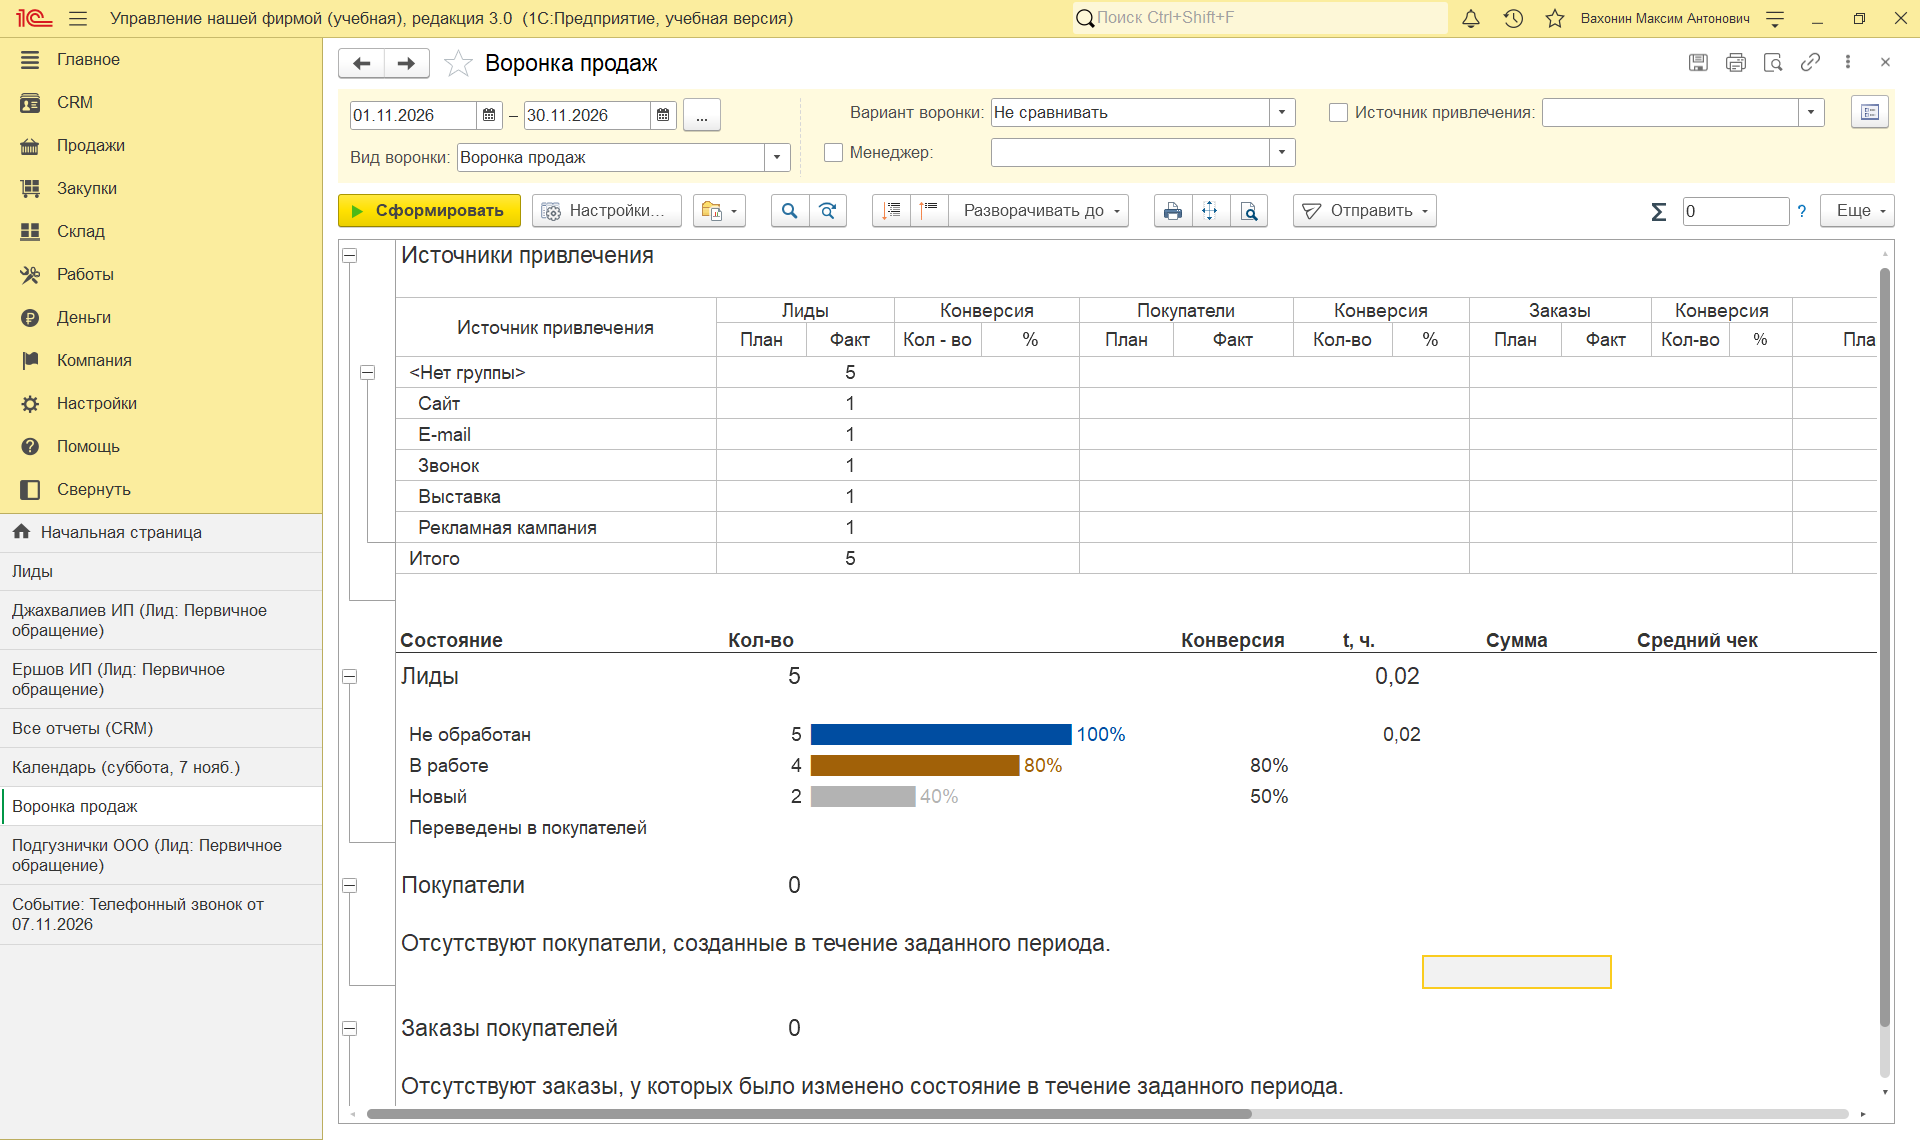 Управление нашей фирмой (учебная), редакция 3.0 (1С:Предприятие, учебная версия)
Поиск Ctrl+Shift+F
Вахонин Максим Антонович
Главное
CRM
Продажи
Закупки
Склад
Работы
Деньги
Компания
Настройки
Помощь
Свернуть
Начальная страница
Лиды
Джахвалиев ИП (Лид: Первичное
обращение)
Ершов ИП (Лид: Первичное
обращение)
Все отчеты (CRM)
Календарь (суббота, 7 нояб.)
Воронка продаж
Подгузнички ООО (Лид: Первичное
обращение)
Событие: Телефонный звонок от
07.11.2026
Воронка продаж
01.11.2026 – 30.11.2026 ...
Вариант воронки: Не сравнивать
Источник привлечения:
Вид воронки: Воронка продаж
Менеджер:
Сформировать Настройки... Разворачивать до Отправить Σ 0 ? Еще
Источники привлечения
Источник привлечения Лиды Конверсия Покупатели Конверсия Заказы Конверсия
План Факт Кол - во % План Факт Кол-во % План Факт Кол-во % Пла
<Нет группы> 5
Сайт 1
E-mail 1
Звонок 1
Выставка 1
Рекламная кампания 1
Итого 5
Состояние Кол-во Конверсия t, ч. Сумма Средний чек
Лиды 5 0,02
Не обработан 5 100% 0,02
В работе 4 80% 80%
Новый 2 40% 50%
Переведены в покупателей
Покупатели 0
Отсутствуют покупатели, созданные в течение заданного периода.
Заказы покупателей 0
Отсутствуют заказы, у которых было изменено состояние в течение заданного периода.